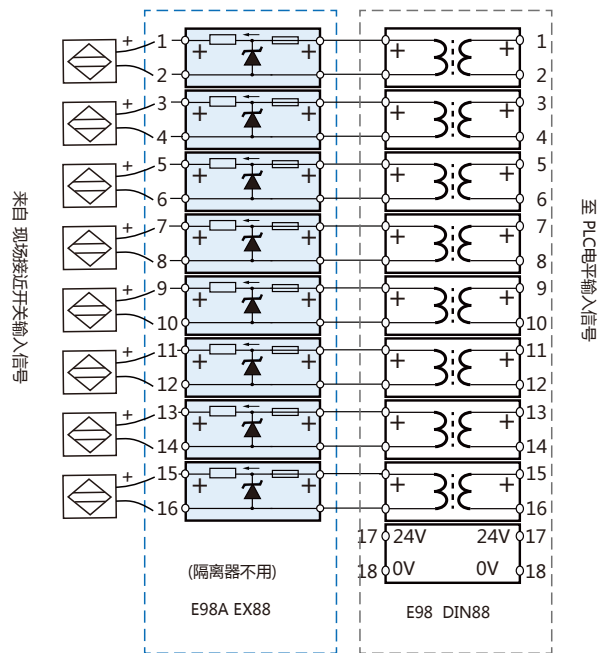 来自 现场接近开关输入信号
+ 1 + + + + 1
2 2
+ 3 + + + + 3
4 4
+ 5 + + + + 5
6 6
+ 7 + + + + 7
8 8
+ 9 + + + + 9
10 10
+ 11 + + + + 11
12 12
+ 13 + + + + 13
14 14
+ 15 + + + + 15
16 16
17 24V 24V 17
18 0V 0V 18
(隔离器不用)
E98A EX88
E98 DIN88
至 PLC电平输入信号